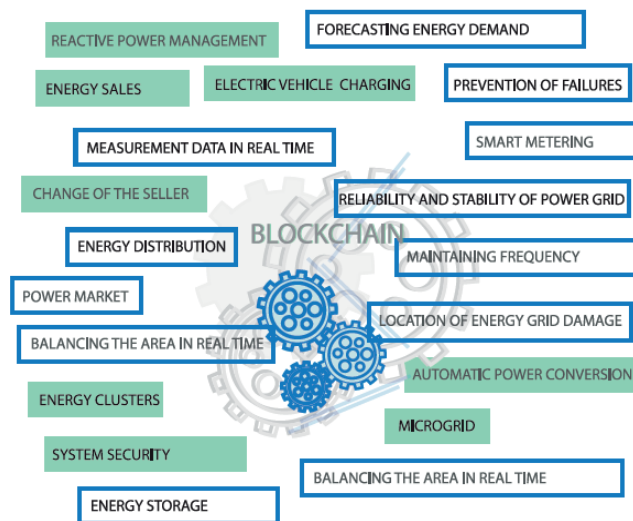 FORECASTING ENERGY DEMAND
REACTIVE POWER MANAGEMENT
ENERGY SALES
ELECTRIC VEHICLE CHARGING
PREVENTION OF FAILURES
MEASUREMENT DATA IN REAL TIME
SMART METERING
CHANGE OF THE SELLER
RELIABILITY AND STABILITY OF POWER GRID
BLOCKCHAIN
ENERGY DISTRIBUTION
MAINTAINING FREQUENCY
POWER MARKET
LOCATION OF ENERGY GRID DAMAGE
BALANCING THE AREA IN REAL TIME
AUTOMATIC POWER CONVERSION
ENERGY CLUSTERS
MICROGRID
SYSTEM SECURITY
BALANCING THE AREA IN REAL TIME
ENERGY STORAGE